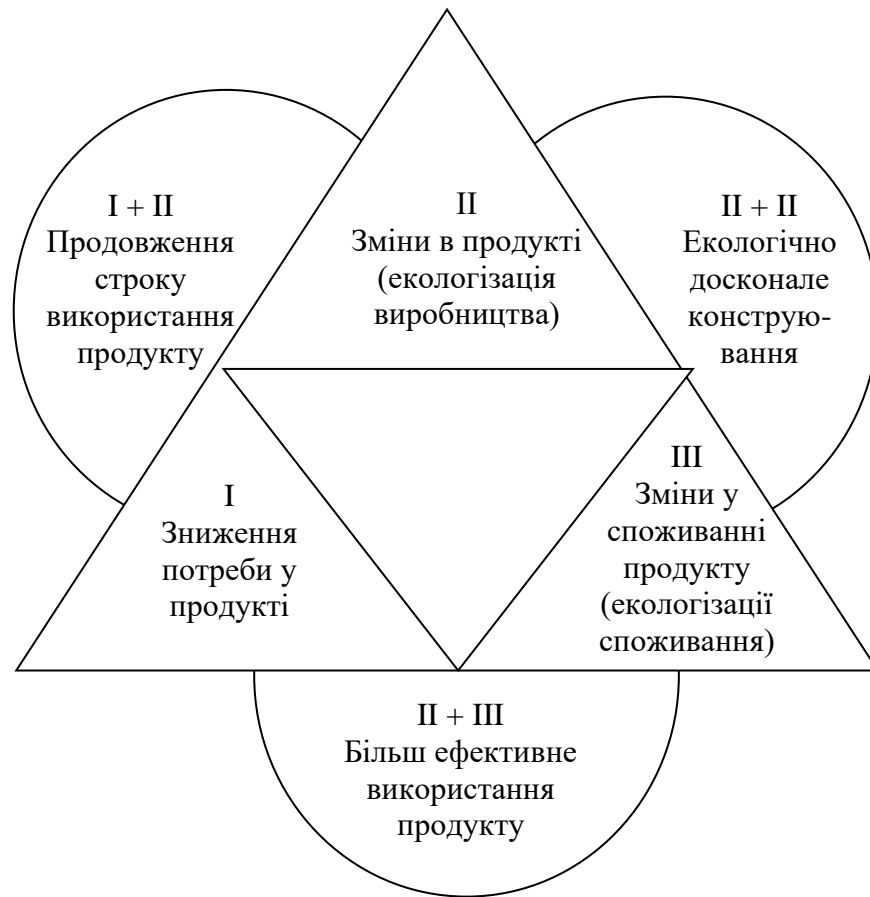 I + II
Продовження
строку
використання
продукту
II
Зміни в продукті
(екологізація
виробництва)
II + II
Екологічно
досконале
конструю-
вання
I
Зниження
потреби у
продукті
III
Зміни у
споживанні
продукту
(екологізації
споживання)
II + III
Більш ефективне
використання
продукту